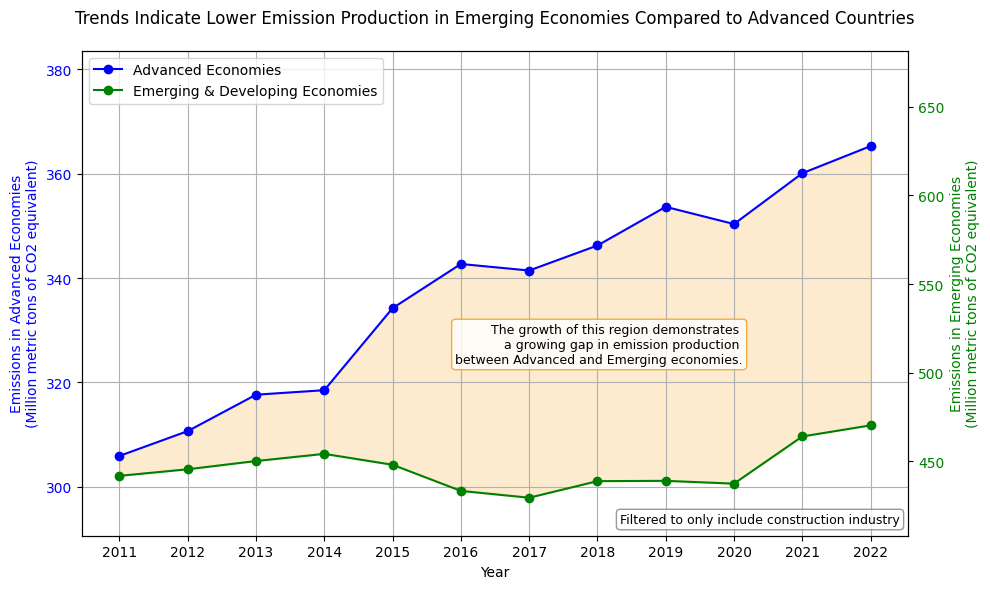 Trends Indicate Lower Emission Production in Emerging Economies Compared to Advanced Countries
Advanced Economies
Emerging & Developing Economies
Emissions in Advanced Economies
(Million metric tons of CO2 equivalent)
380
360
340
320
300
The growth of this region demonstrates
a growing gap in emission production
between Advanced and Emerging economies.
Filtered to only include construction industry
650
600
550
500
450
Emissions in Emerging Economies
(Million metric tons of CO2 equivalent)
2011 2012 2013 2014 2015 2016 2017 2018 2019 2020 2021 2022
Year